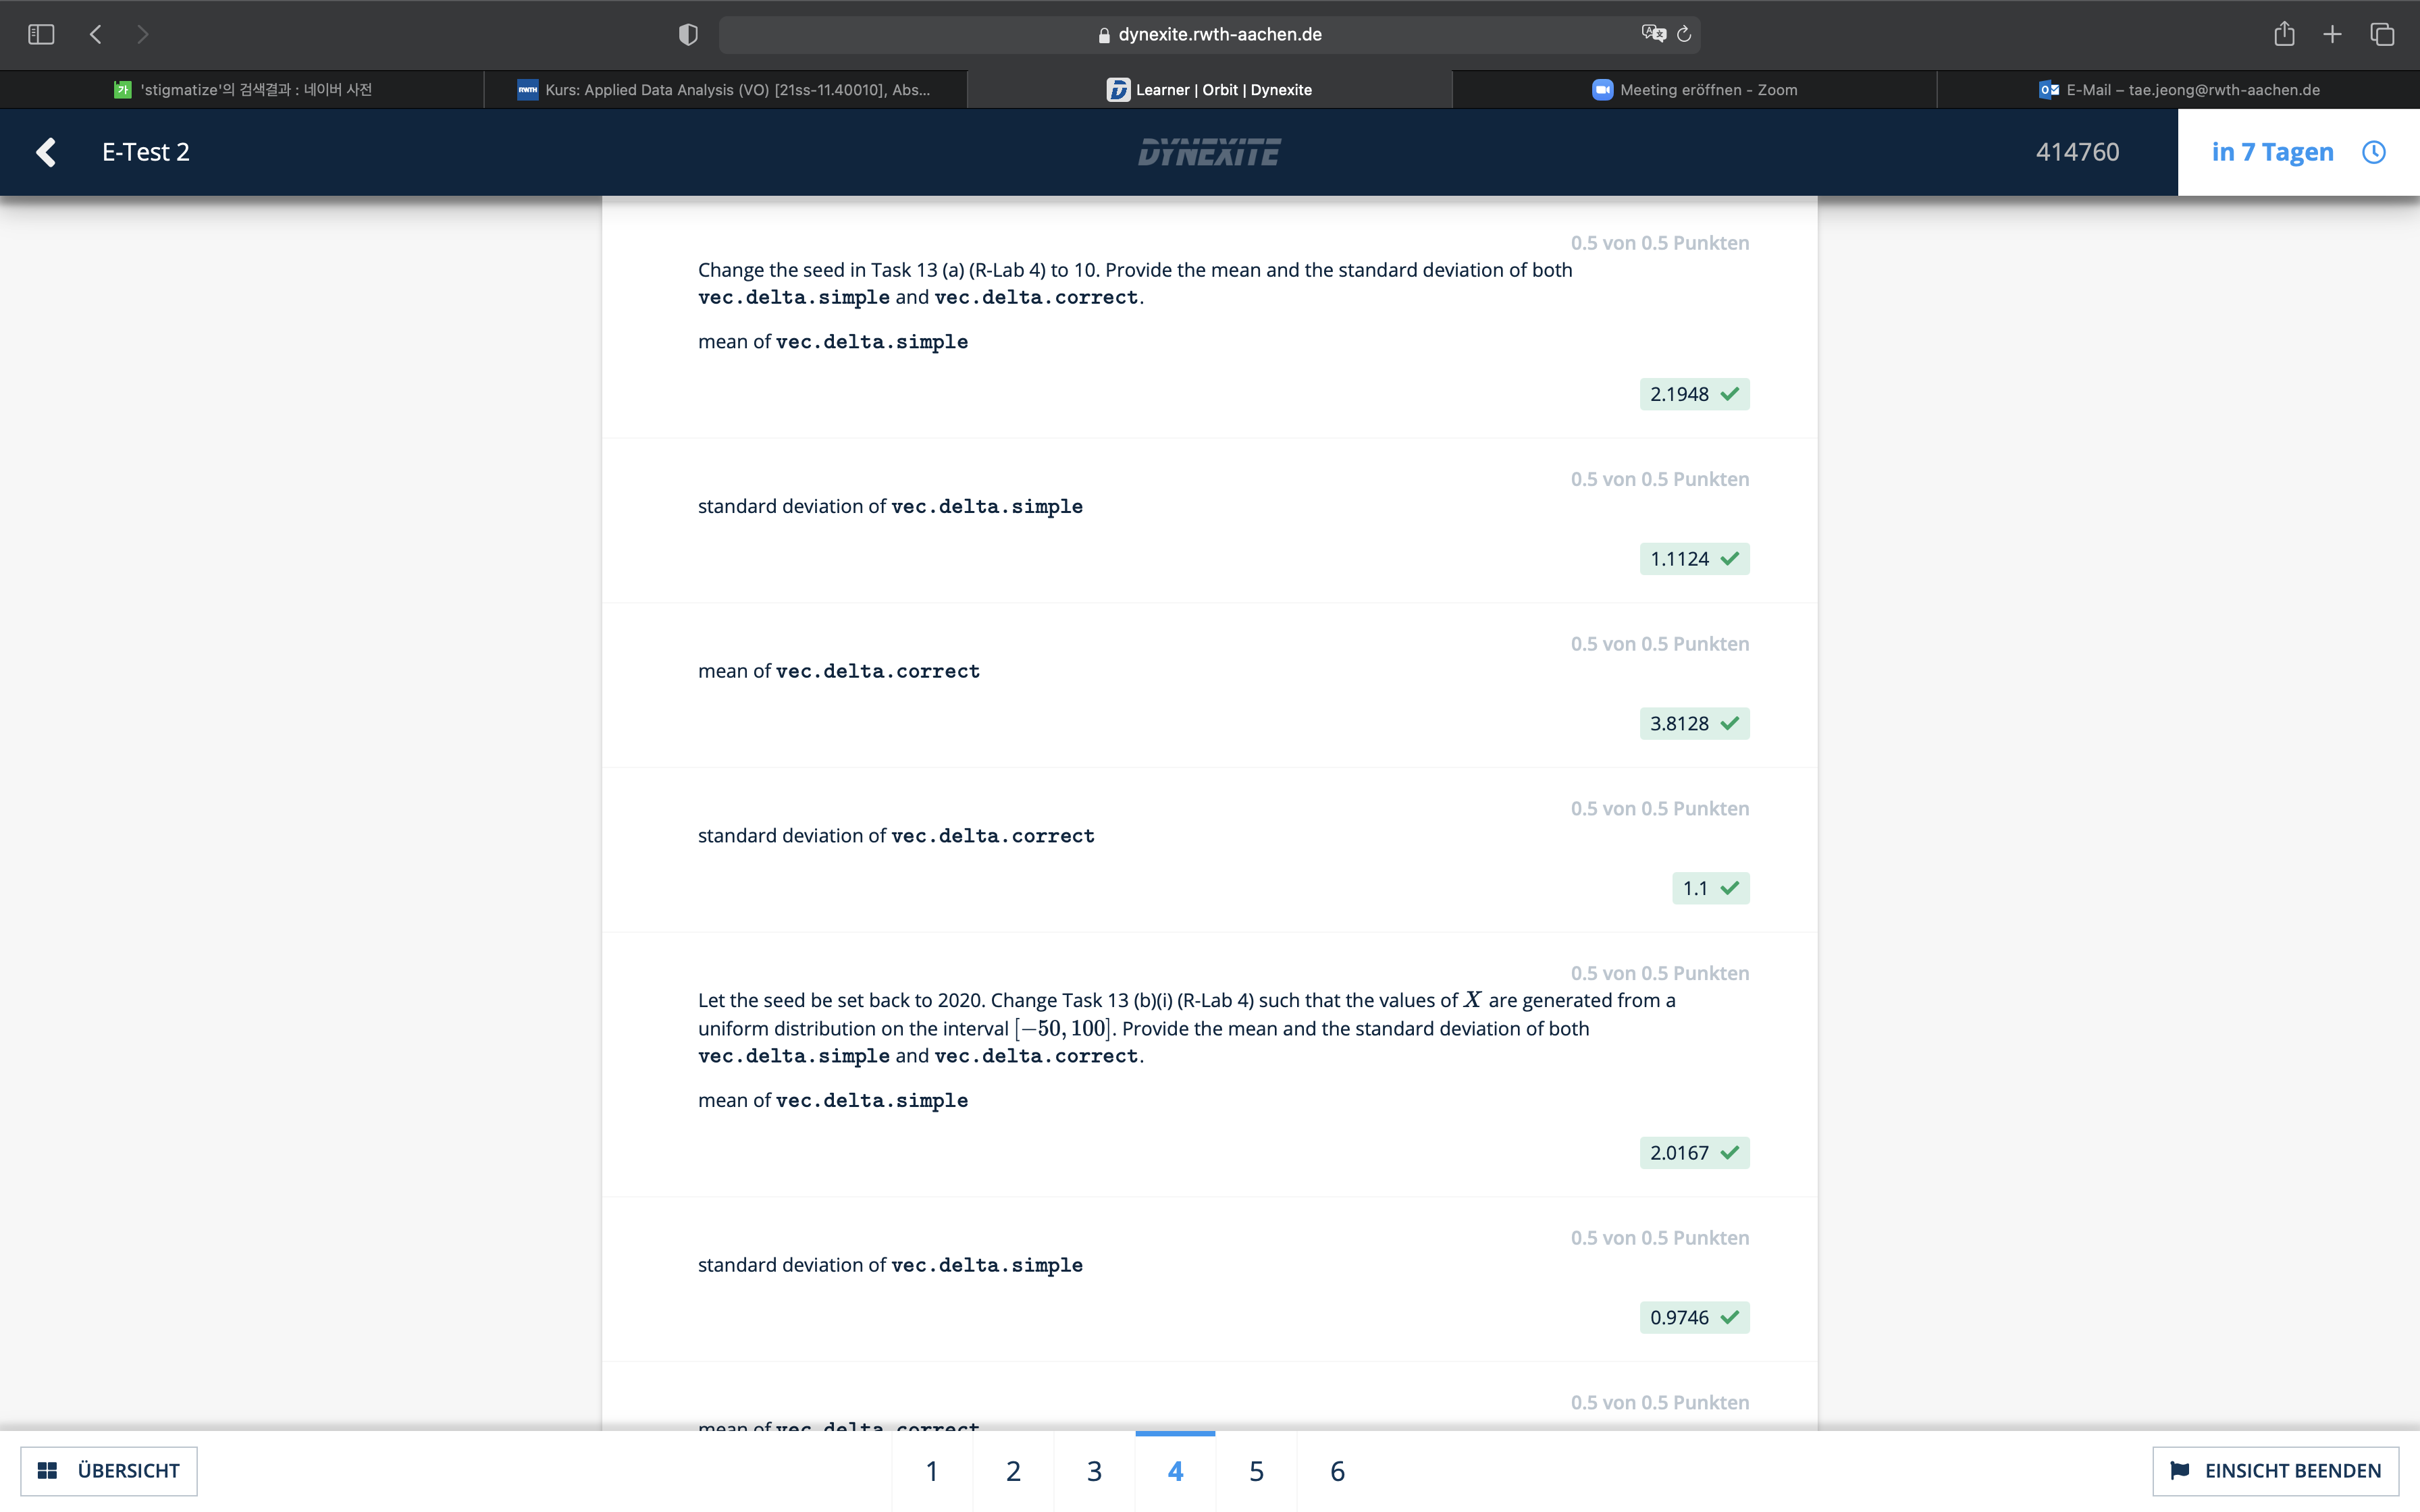 dynexite.rwth-aachen.de
'stigmatize'의 검색결과 : 네이버 사전
Kurs: Applied Data Analysis (VO) [21ss-11.40010], Abs...
Learner | Orbit | Dynexite
Meeting eröffnen - Zoom
E-Mail – tae.jeong@rwth-aachen.de
E-Test 2
DYNEXITE
414760
in 7 Tagen
0.5 von 0.5 Punkten
Change the seed in Task 13 (a) (R-Lab 4) to 10. Provide the mean and the standard deviation of both
vec.delta.simple and vec.delta.correct.
mean of vec.delta.simple
2.1948
0.5 von 0.5 Punkten
standard deviation of vec.delta.simple
1.1124
0.5 von 0.5 Punkten
mean of vec.delta.correct
3.8128
0.5 von 0.5 Punkten
standard deviation of vec.delta.correct
1.1
0.5 von 0.5 Punkten
Let the seed be set back to 2020. Change Task 13 (b)(i) (R-Lab 4) such that the values of X are generated from a
uniform distribution on the interval [−50, 100]. Provide the mean and the standard deviation of both
vec.delta.simple and vec.delta.correct.
mean of vec.delta.simple
2.0167
0.5 von 0.5 Punkten
standard deviation of vec.delta.simple
0.9746
0.5 von 0.5 Punkten
mean of vec.delta.correct
ÜBERSICHT
1 2 3 4 5 6
EINSICHT BEENDEN